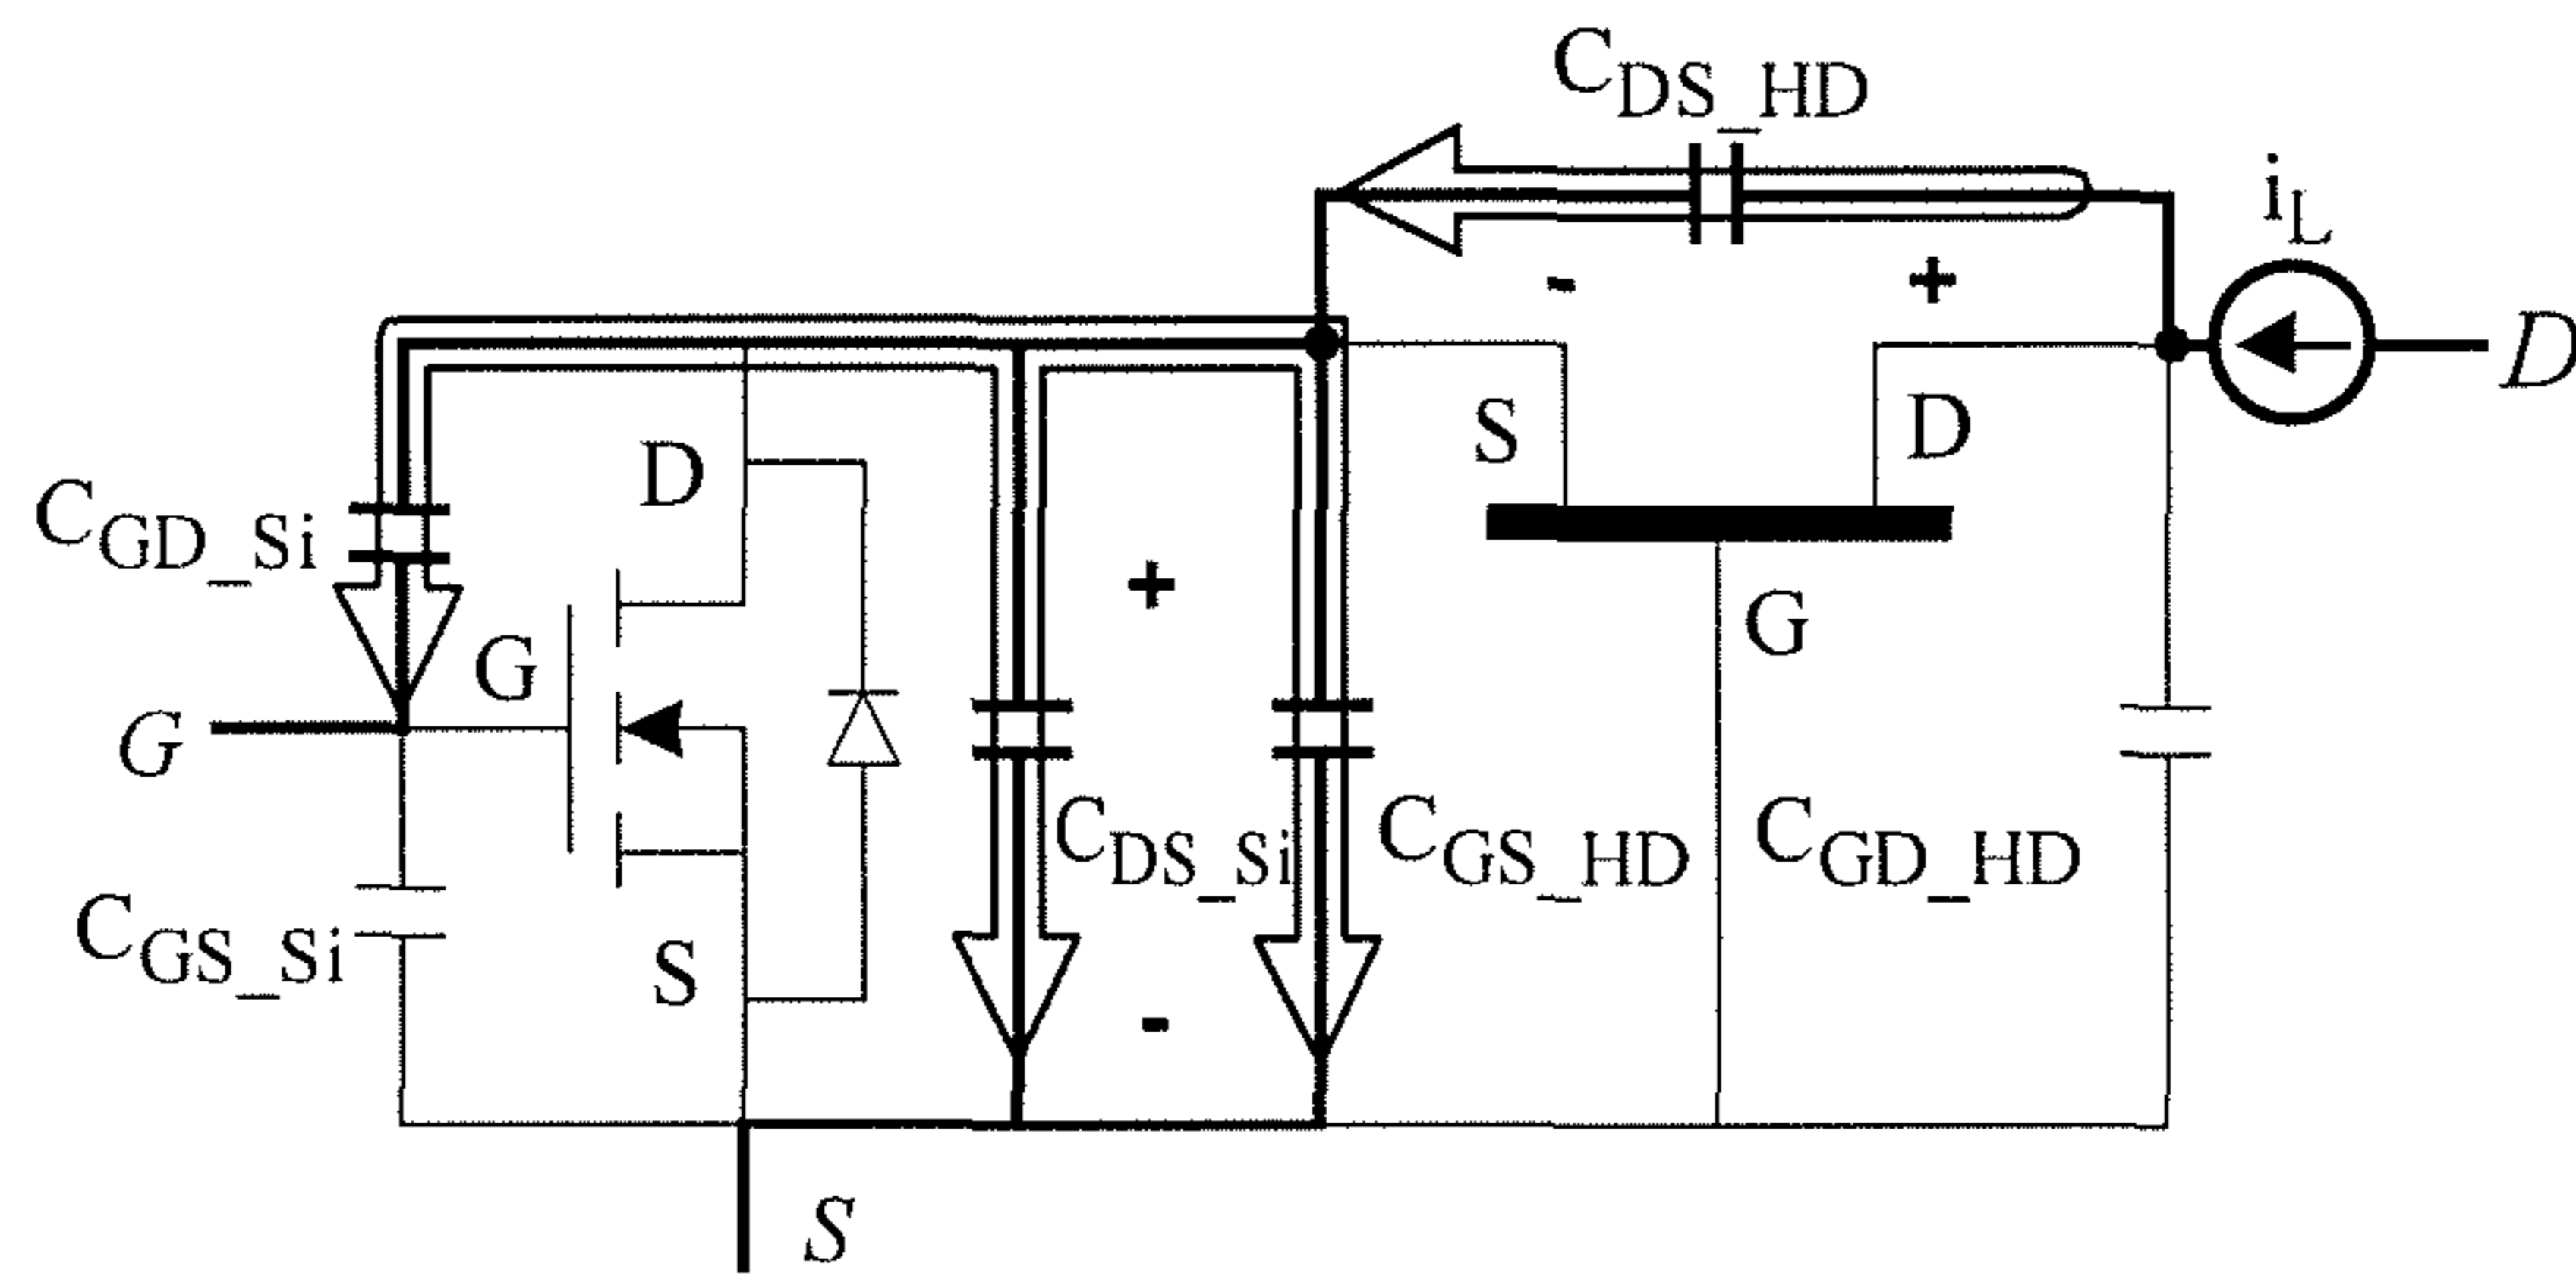 C_DS_HD
i_L
- +
D
S
D
C_GD_Si
D
+
G
G
G
C_DS_Si
C_GS_HD
C_GD_HD
C_GS_Si
S
-
S